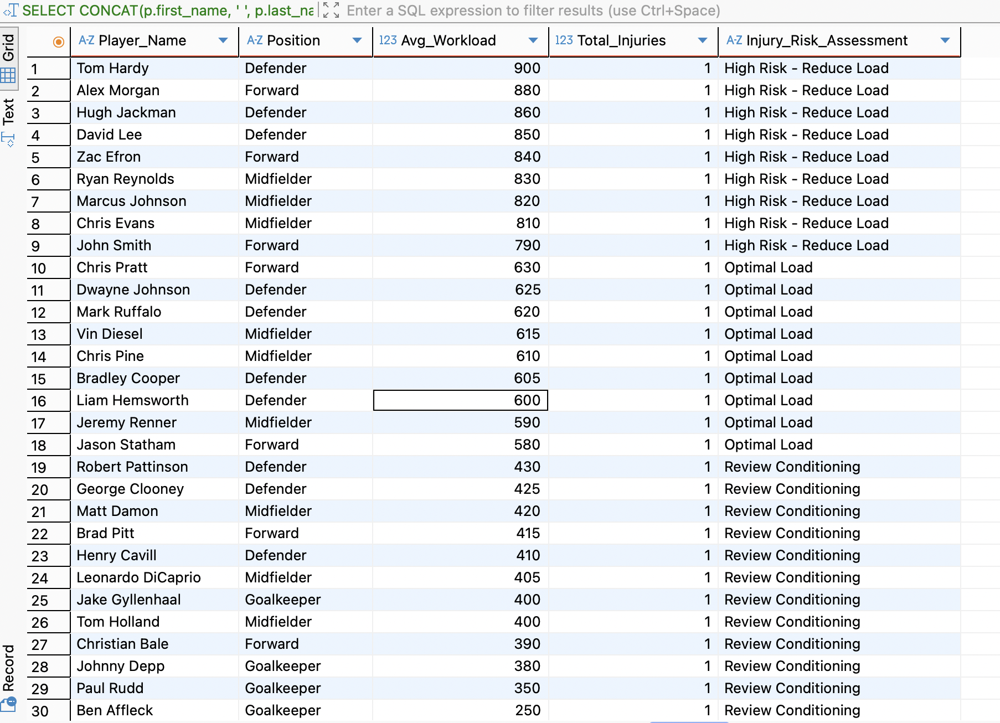 SELECT CONCAT(p.first_name, ' ', p.last_na Enter a SQL expression to filter results (use Ctrl+Space)
Grid
Text
Record
A-Z Player_Name A-Z Position 123 Avg_Workload 123 Total_Injuries A-Z Injury_Risk_Assessment
1 Tom Hardy Defender 900 1 High Risk - Reduce Load
2 Alex Morgan Forward 880 1 High Risk - Reduce Load
3 Hugh Jackman Defender 860 1 High Risk - Reduce Load
4 David Lee Defender 850 1 High Risk - Reduce Load
5 Zac Efron Forward 840 1 High Risk - Reduce Load
6 Ryan Reynolds Midfielder 830 1 High Risk - Reduce Load
7 Marcus Johnson Midfielder 820 1 High Risk - Reduce Load
8 Chris Evans Midfielder 810 1 High Risk - Reduce Load
9 John Smith Forward 790 1 High Risk - Reduce Load
10 Chris Pratt Forward 630 1 Optimal Load
11 Dwayne Johnson Defender 625 1 Optimal Load
12 Mark Ruffalo Defender 620 1 Optimal Load
13 Vin Diesel Midfielder 615 1 Optimal Load
14 Chris Pine Midfielder 610 1 Optimal Load
15 Bradley Cooper Defender 605 1 Optimal Load
16 Liam Hemsworth Defender 600 1 Optimal Load
17 Jeremy Renner Midfielder 590 1 Optimal Load
18 Jason Statham Forward 580 1 Optimal Load
19 Robert Pattinson Defender 430 1 Review Conditioning
20 George Clooney Defender 425 1 Review Conditioning
21 Matt Damon Midfielder 420 1 Review Conditioning
22 Brad Pitt Forward 415 1 Review Conditioning
23 Henry Cavill Defender 410 1 Review Conditioning
24 Leonardo DiCaprio Midfielder 405 1 Review Conditioning
25 Jake Gyllenhaal Goalkeeper 400 1 Review Conditioning
26 Tom Holland Midfielder 400 1 Review Conditioning
27 Christian Bale Forward 390 1 Review Conditioning
28 Johnny Depp Goalkeeper 380 1 Review Conditioning
29 Paul Rudd Goalkeeper 350 1 Review Conditioning
30 Ben Affleck Goalkeeper 250 1 Review Conditioning